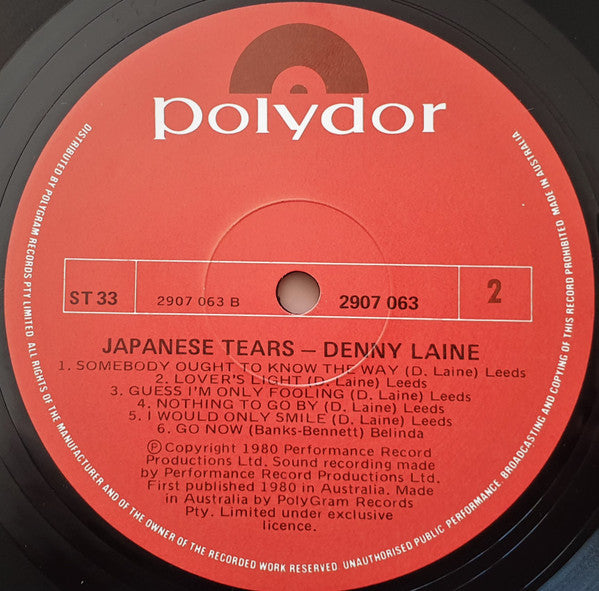 polydor
ST 33
2907 063 B
2907 063
2
JAPANESE TEARS – DENNY LAINE
1. SOMEBODY OUGHT TO KNOW THE WAY (D. Laine) Leeds
2. LOVER'S LIGHT (D. Laine) Leeds
3. GUESS I'M ONLY FOOLING (D. Laine) Leeds
4. NOTHING TO GO BY (D. Laine) Leeds
5. I WOULD ONLY SMILE (D. Laine) Leeds
6. GO NOW (Banks-Bennett) Belinda
Ⓟ Copyright 1980 Performance Record
Productions Ltd. Sound recording made
by Performance Record Productions Ltd.
First published 1980 in Australia. Made
in Australia by PolyGram Records
Pty. Limited under exclusive
licence.
DISTRIBUTED BY POLYGRAM RECORDS PTY. LIMITED. ALL RIGHTS OF THE MANUFACTURER AND OF THE OWNER OF THE RECORDED WORK RESERVED. UNAUTHORISED PUBLIC PERFORMANCE, BROADCASTING AND COPYING OF THIS RECORD PROHIBITED. MADE IN AUSTRALIA